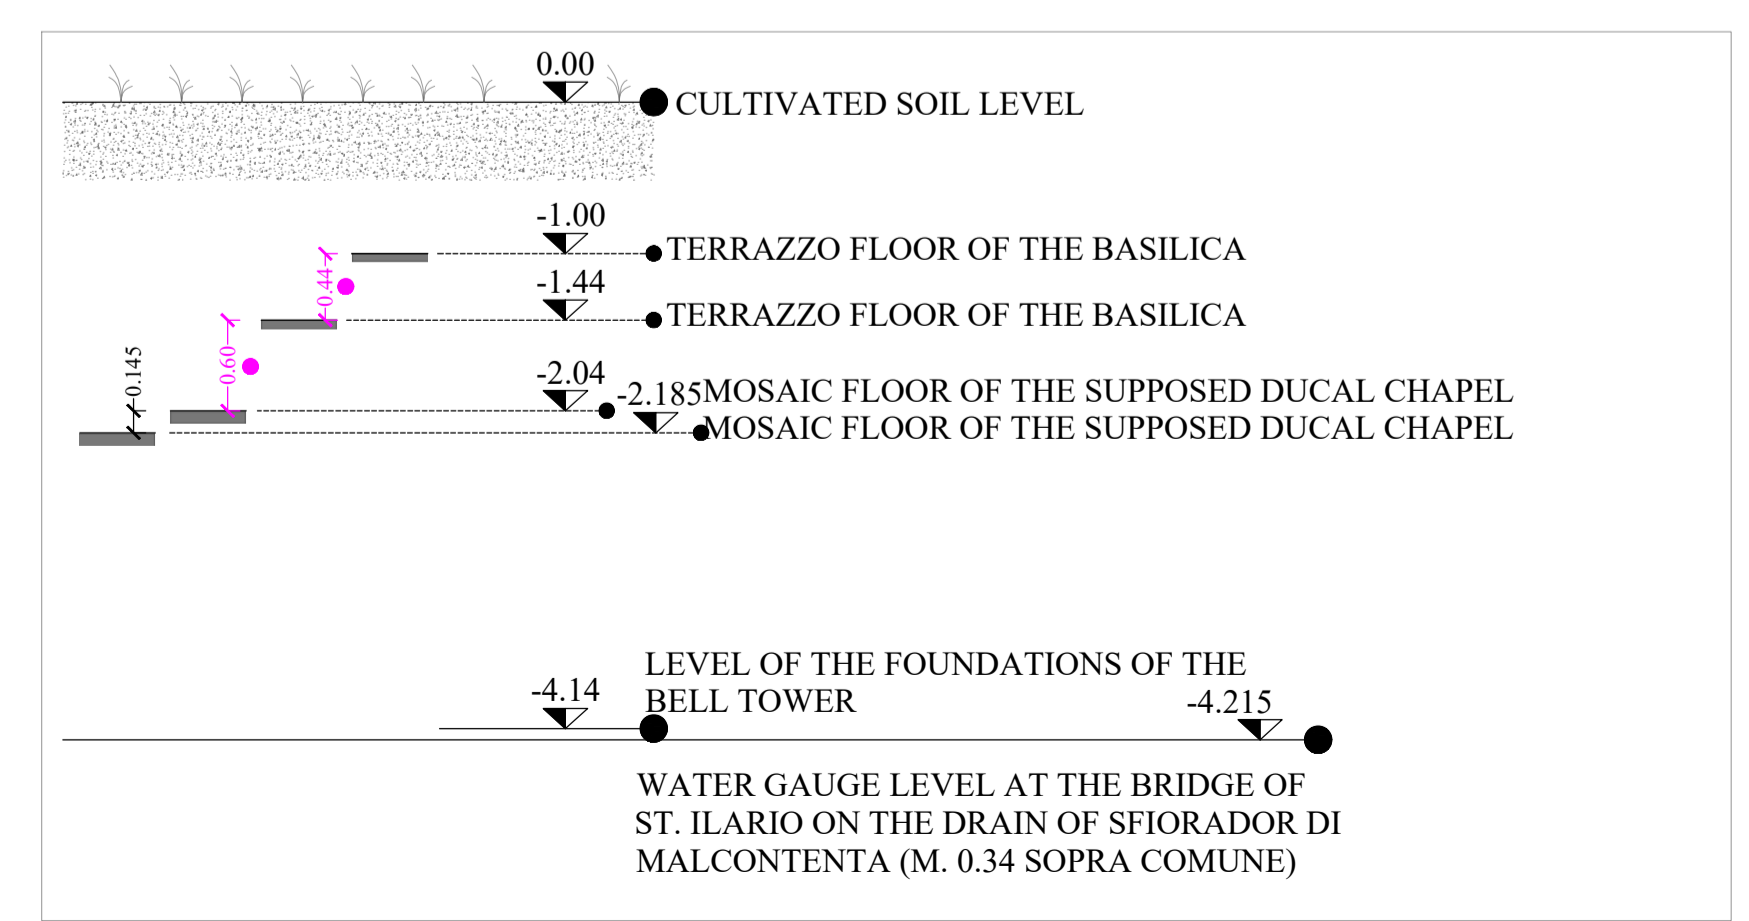 0.00
CULTIVATED SOIL LEVEL
-1.00
TERRAZZO FLOOR OF THE BASILICA
0.44
-1.44
TERRAZZO FLOOR OF THE BASILICA
0.60
0.145
-2.04
-2.185
MOSAIC FLOOR OF THE SUPPOSED DUCAL CHAPEL
MOSAIC FLOOR OF THE SUPPOSED DUCAL CHAPEL
LEVEL OF THE FOUNDATIONS OF THE
BELL TOWER
-4.14
-4.215
WATER GAUGE LEVEL AT THE BRIDGE OF
ST. ILARIO ON THE DRAIN OF SFIORADOR DI
MALCONTENTA (M. 0.34 SOPRA COMUNE)